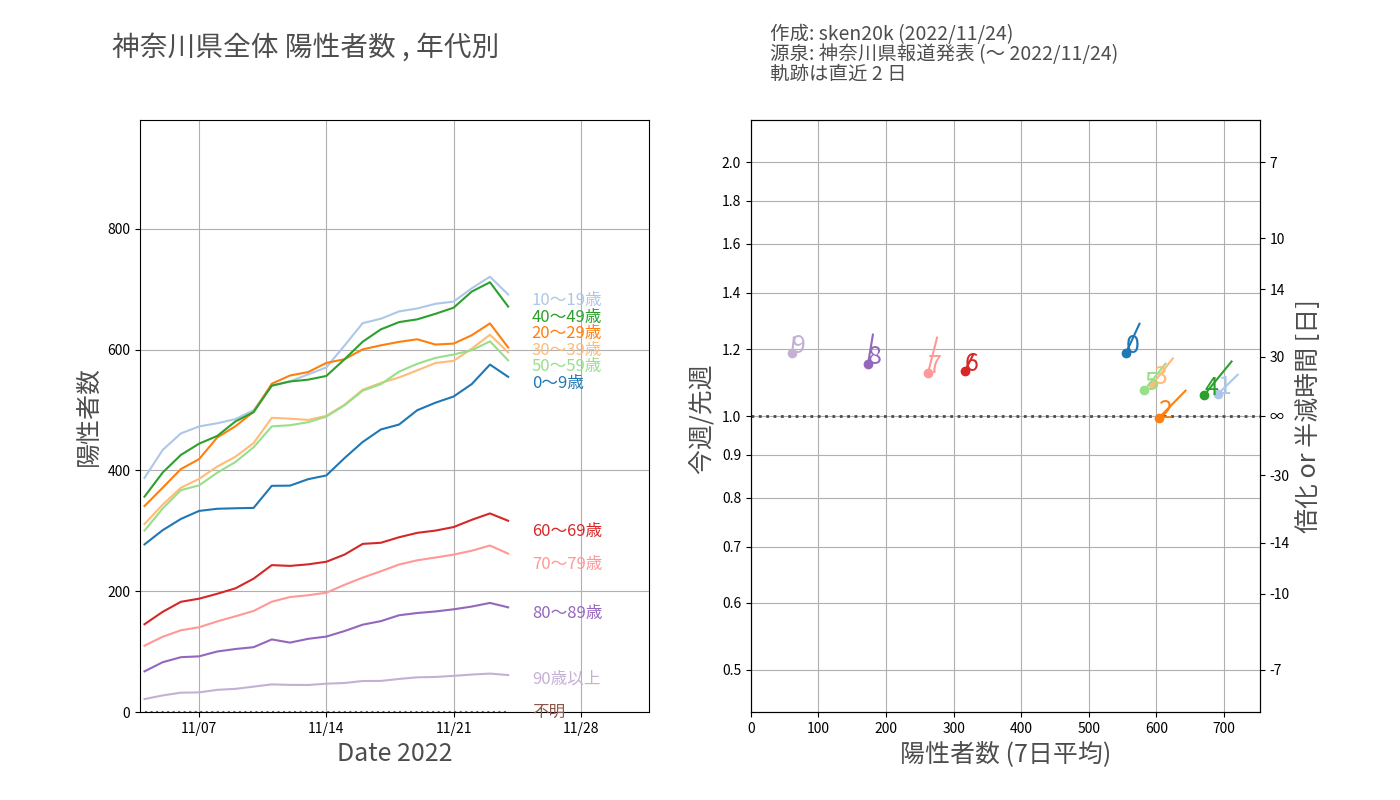 神奈川県全体 陽性者数 , 年代別
作成: sken20k (2022/11/24)
源泉: 神奈川県報道発表 (〜 2022/11/24)
軌跡は直近 2 日
陽性者数
800
600
400
200
0
10〜19歳
40〜49歳
20〜29歳
30〜39歳
50〜59歳
0〜9歳
60〜69歳
70〜79歳
80〜89歳
90歳以上
不明
11/07
11/14
11/21
11/28
Date 2022
今週/先週
2.0
1.8
1.6
1.4
1.2
1.0
0.9
0.8
0.7
0.6
0.5
9
8
7
6
0
5
3
2
4
1
7
10
14
30
∞
-30
-14
-10
-7
倍化 or 半減時間 [日]
0
100
200
300
400
500
600
700
陽性者数 (7日平均)